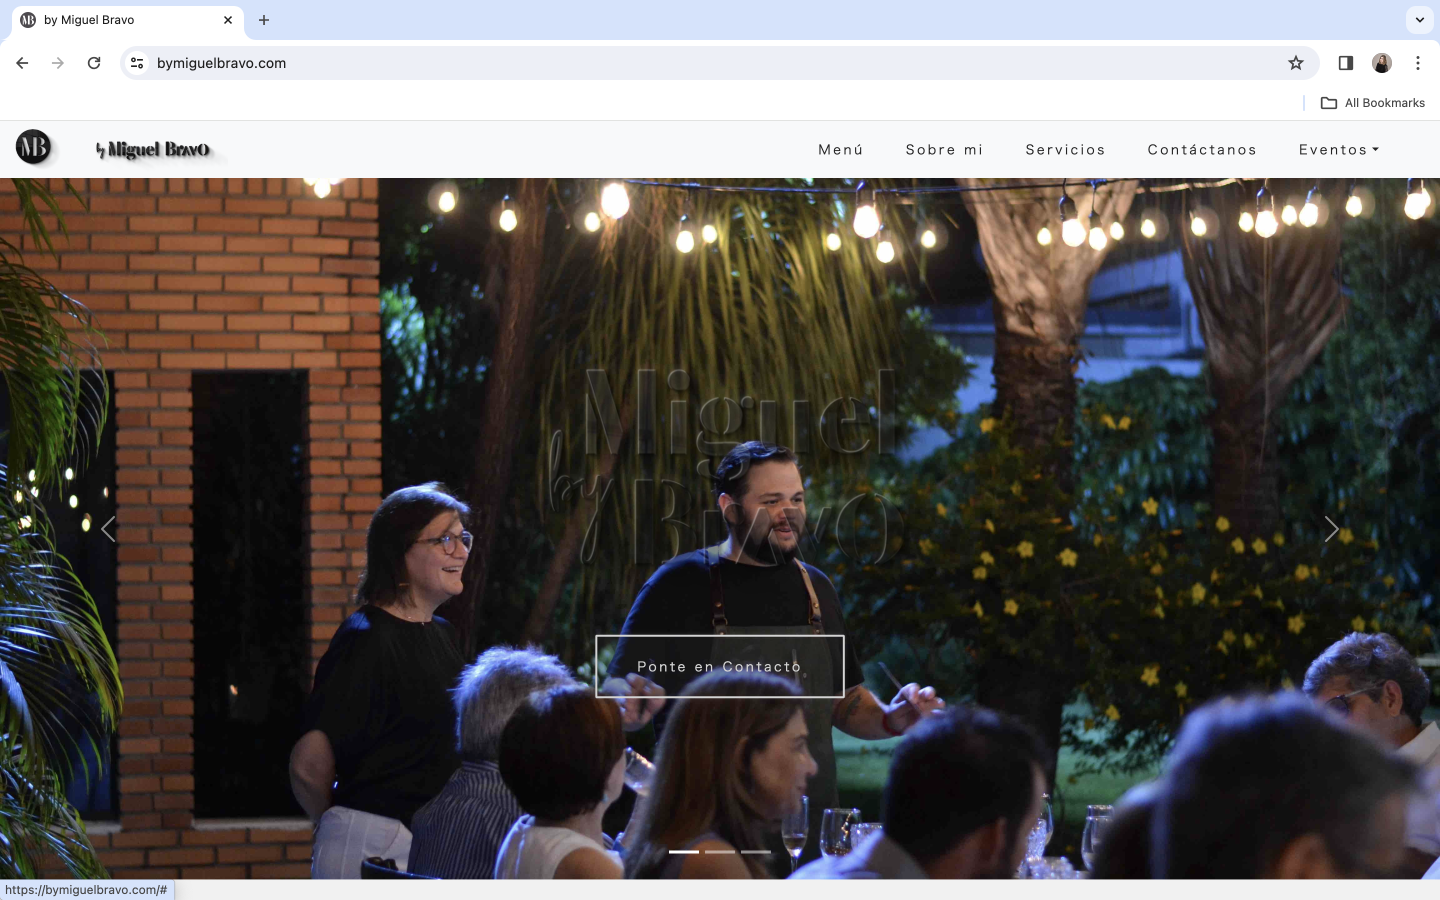 by Miguel Bravo
bymiguelbravo.com
All Bookmarks
MB
by Miguel BravO
Menú
Sobre mi
Servicios
Contáctanos
Eventos
by Miguel
BravO
Ponte en Contacto
https://bymiguelbravo.com/#